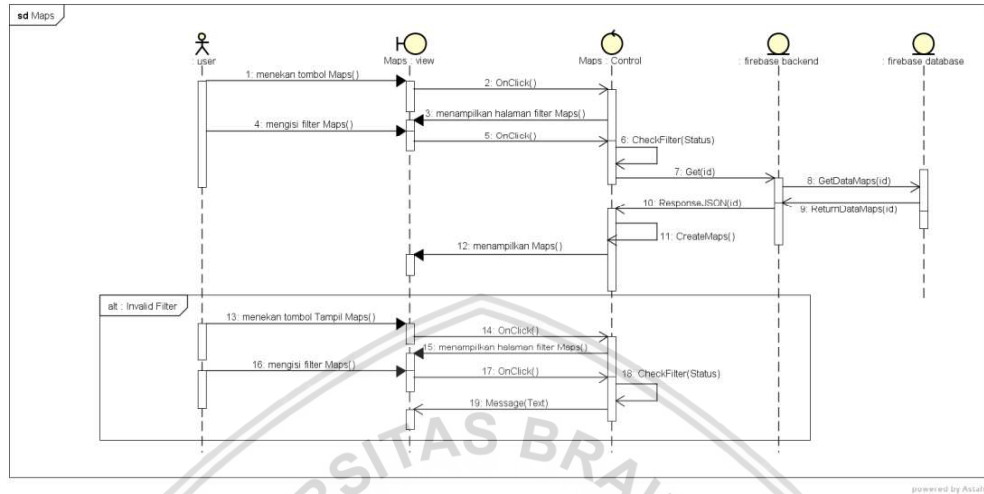 sd Maps
: user
Maps : view
Maps : Control
: firebase backend
: firebase database
1: menekan tombol Maps()
2: OnClick()
3: menampilkan halaman filter Maps()
4: mengisi filter Maps()
5: OnClick()
6: CheckFilter(Status)
7: Get(id)
8: GetDataMaps(id)
9: ReturnDataMaps(id)
10: ResponseJSON(id)
11: CreateMaps()
12: menampilkan Maps()
alt : Invalid Filter
13: menekan tombol Tampil Maps()
14: OnClick()
15: menampilkan halaman filter Maps()
16: mengisi filter Maps()
17: OnClick()
18: CheckFilter(Status)
19: Message(Text)
powered by Astah